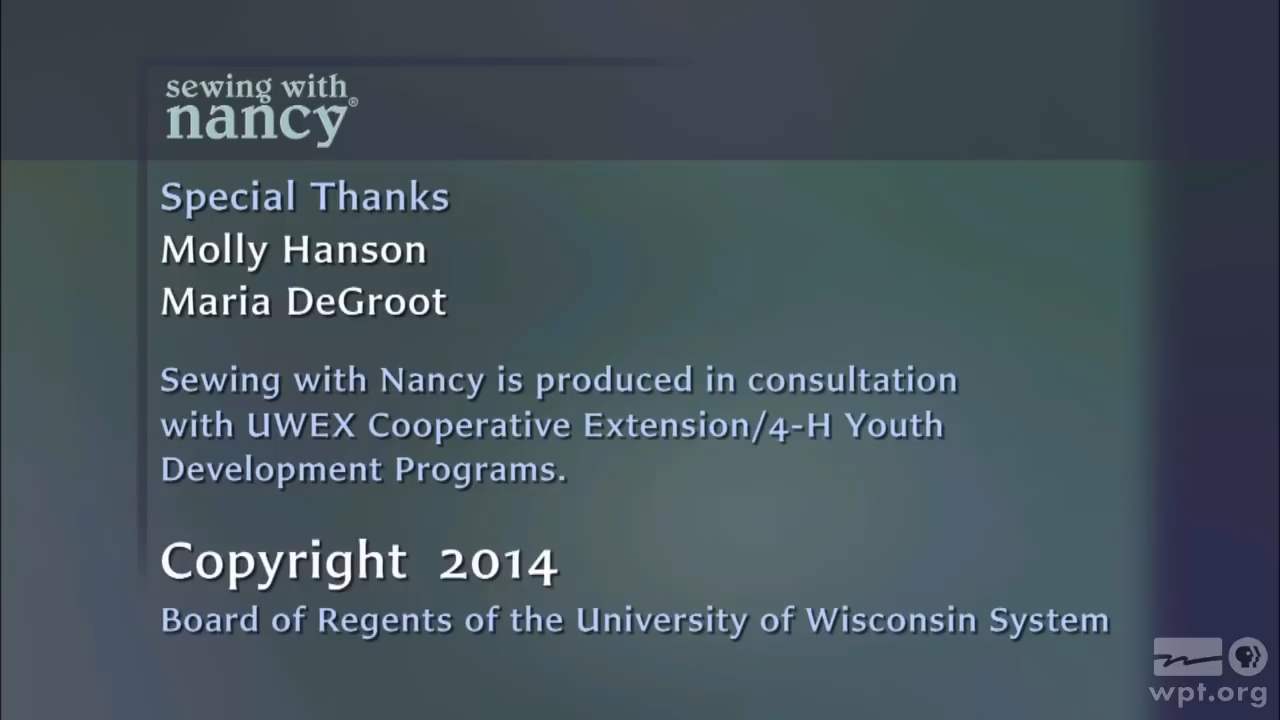 sewing with
nancy®
Special Thanks
Molly Hanson
Maria DeGroot
Sewing with Nancy is produced in consultation
with UWEX Cooperative Extension/4-H Youth
Development Programs.
Copyright 2014
Board of Regents of the University of Wisconsin System
wpt.org